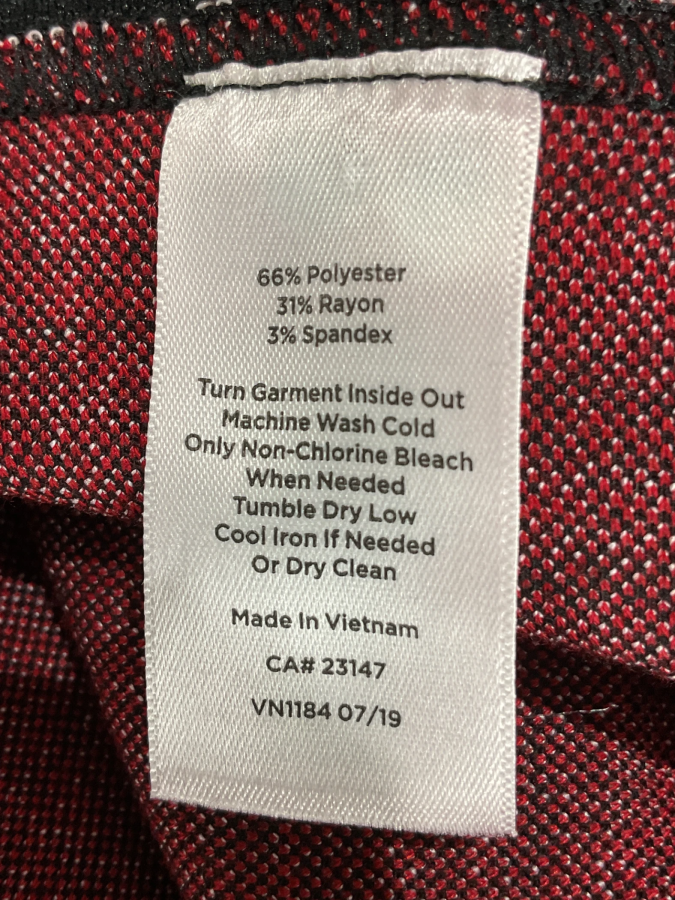 66% Polyester
31% Rayon
3% Spandex
Turn Garment Inside Out
Machine Wash Cold
Only Non-Chlorine Bleach
When Needed
Tumble Dry Low
Cool Iron If Needed
Or Dry Clean
Made In Vietnam
CA# 23147
VN1184 07/19